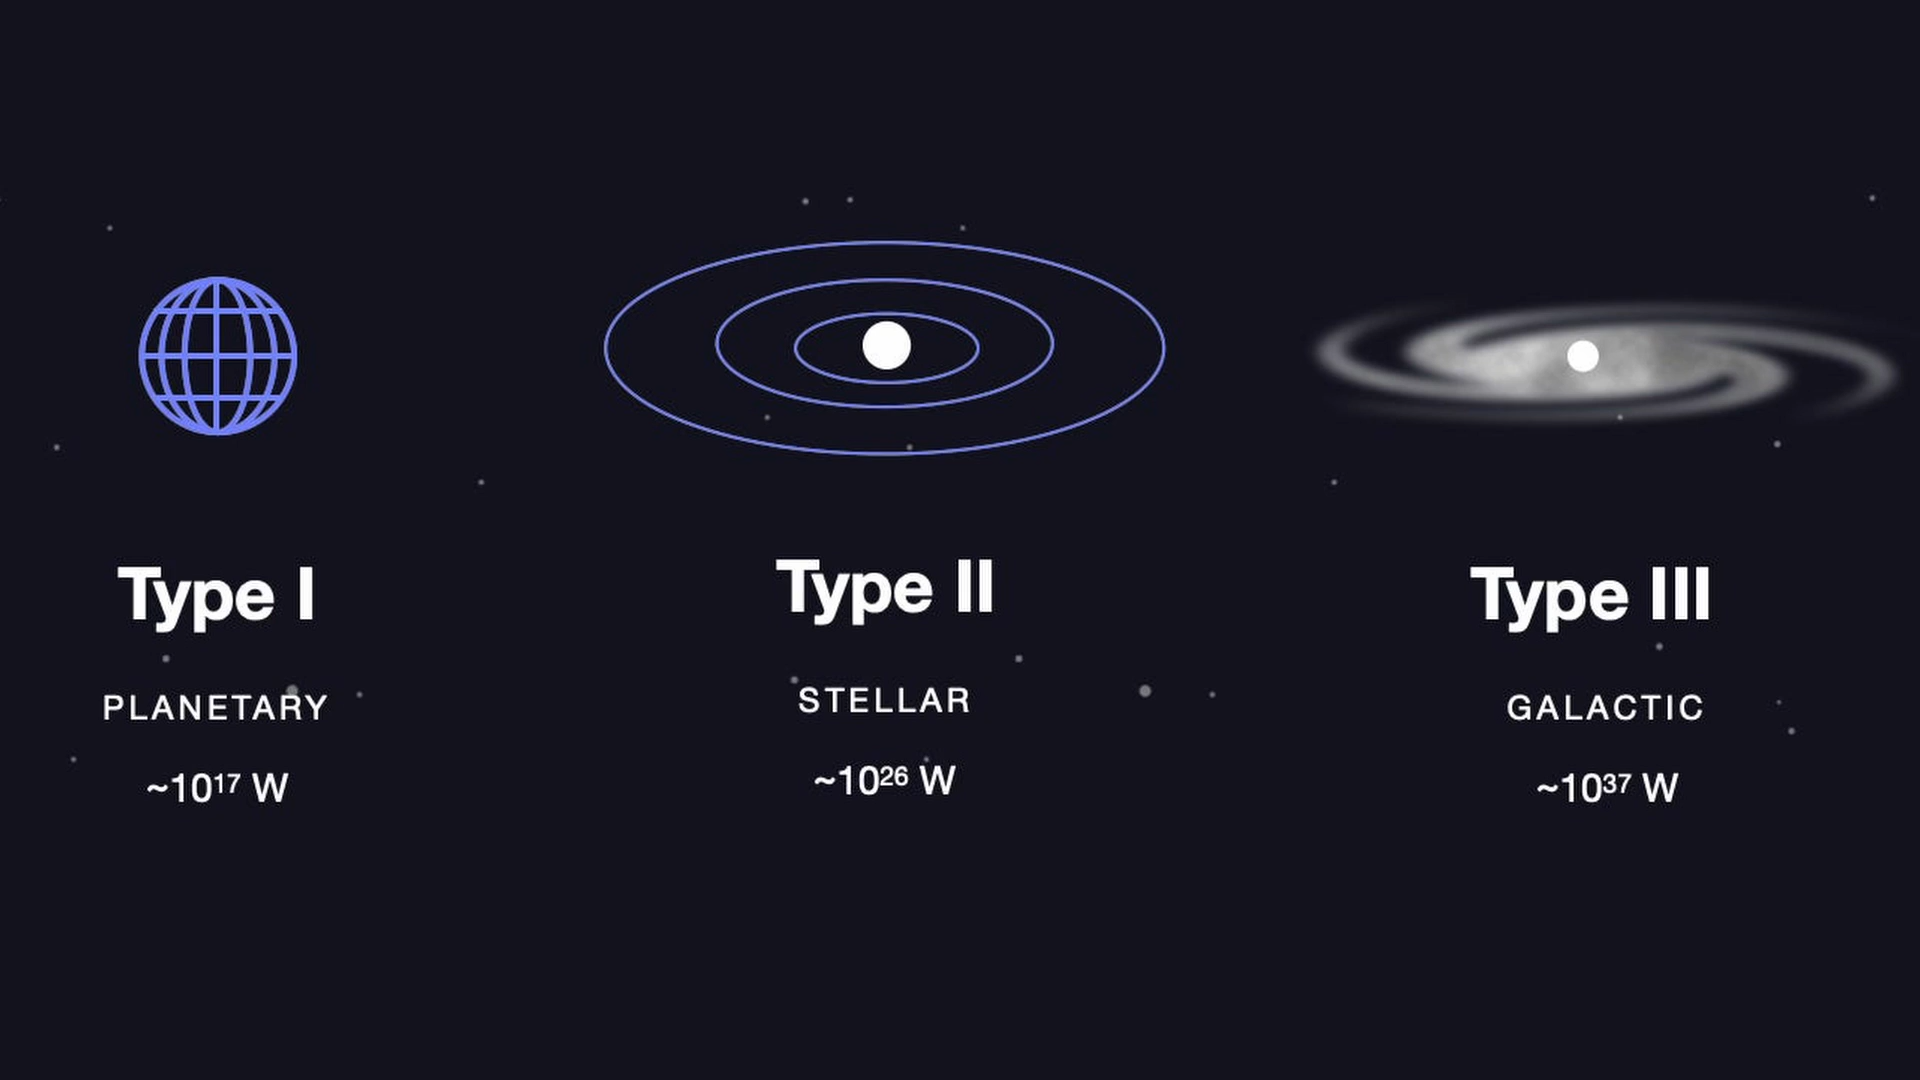 Type I
PLANETARY
~10¹⁷ W
Type II
STELLAR
~10²⁶ W
Type III
GALACTIC
~10³⁷ W